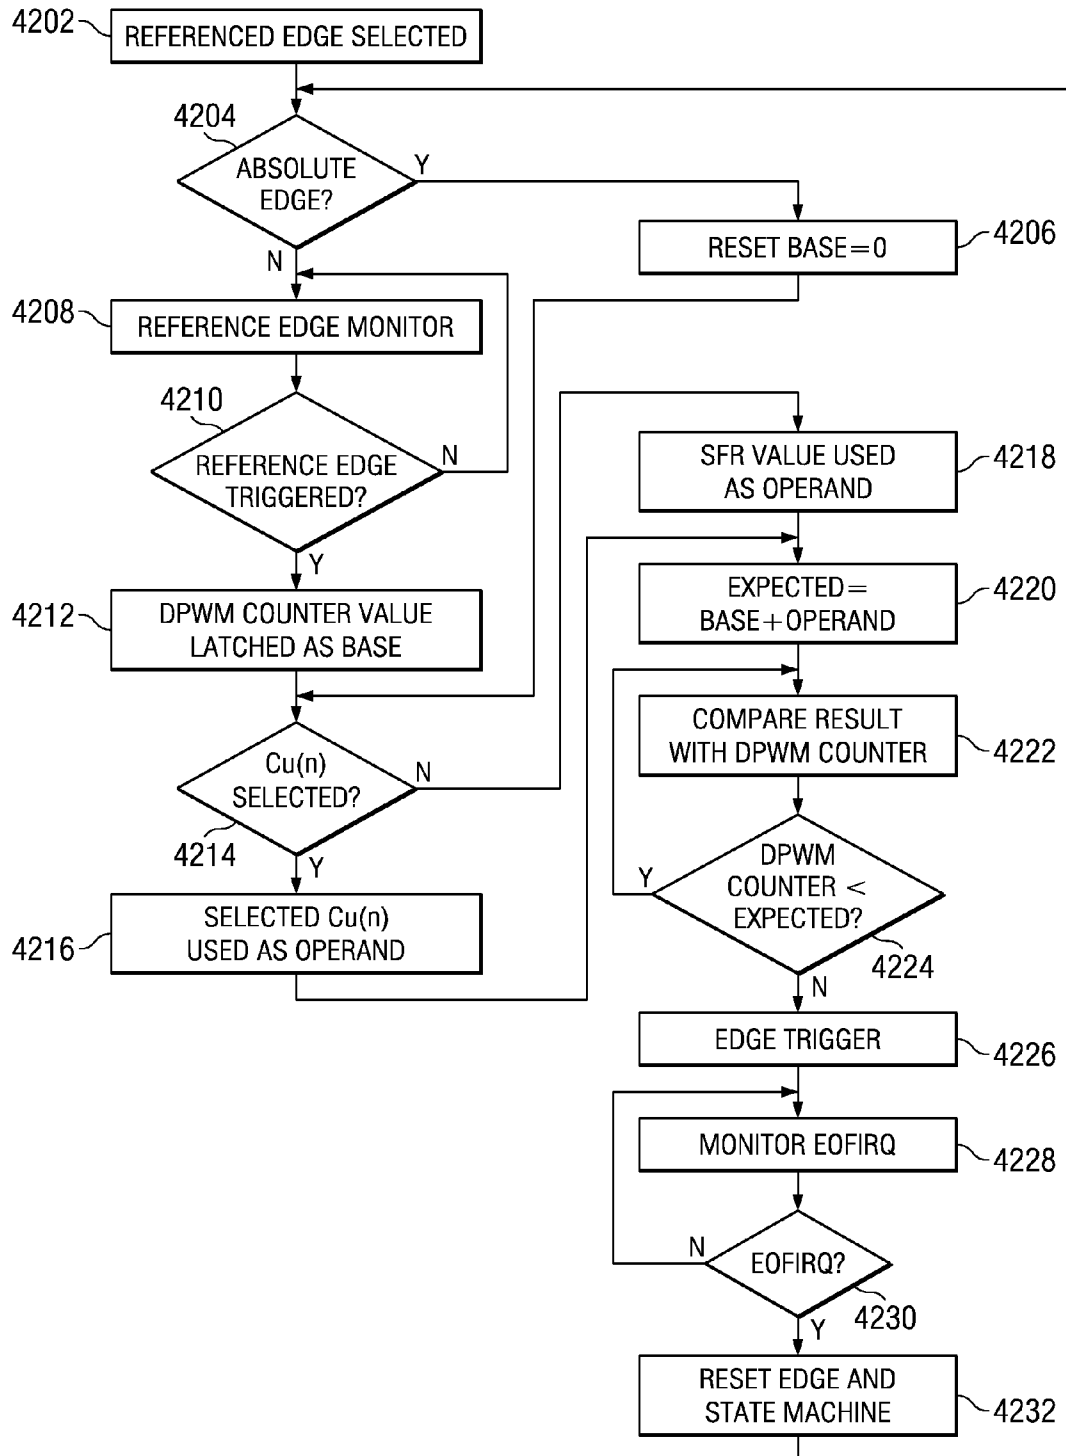 4202
REFERENCED EDGE SELECTED
4204
ABSOLUTE
EDGE?
Y
N
RESET BASE=0
4206
4208
REFERENCE EDGE MONITOR
4210
REFERENCE EDGE
TRIGGERED?
N
Y
4212
DPWM COUNTER VALUE
LATCHED AS BASE
Cu(n)
SELECTED?
N
4214
Y
4216
SELECTED Cu(n)
USED AS OPERAND
SFR VALUE USED
AS OPERAND
4218
EXPECTED=
BASE+OPERAND
4220
COMPARE RESULT
WITH DPWM COUNTER
4222
DPWM
COUNTER <
EXPECTED?
Y
4224
N
EDGE TRIGGER
4226
MONITOR EOFIRQ
4228
N
EOFIRQ?
4230
Y
RESET EDGE AND
STATE MACHINE
4232